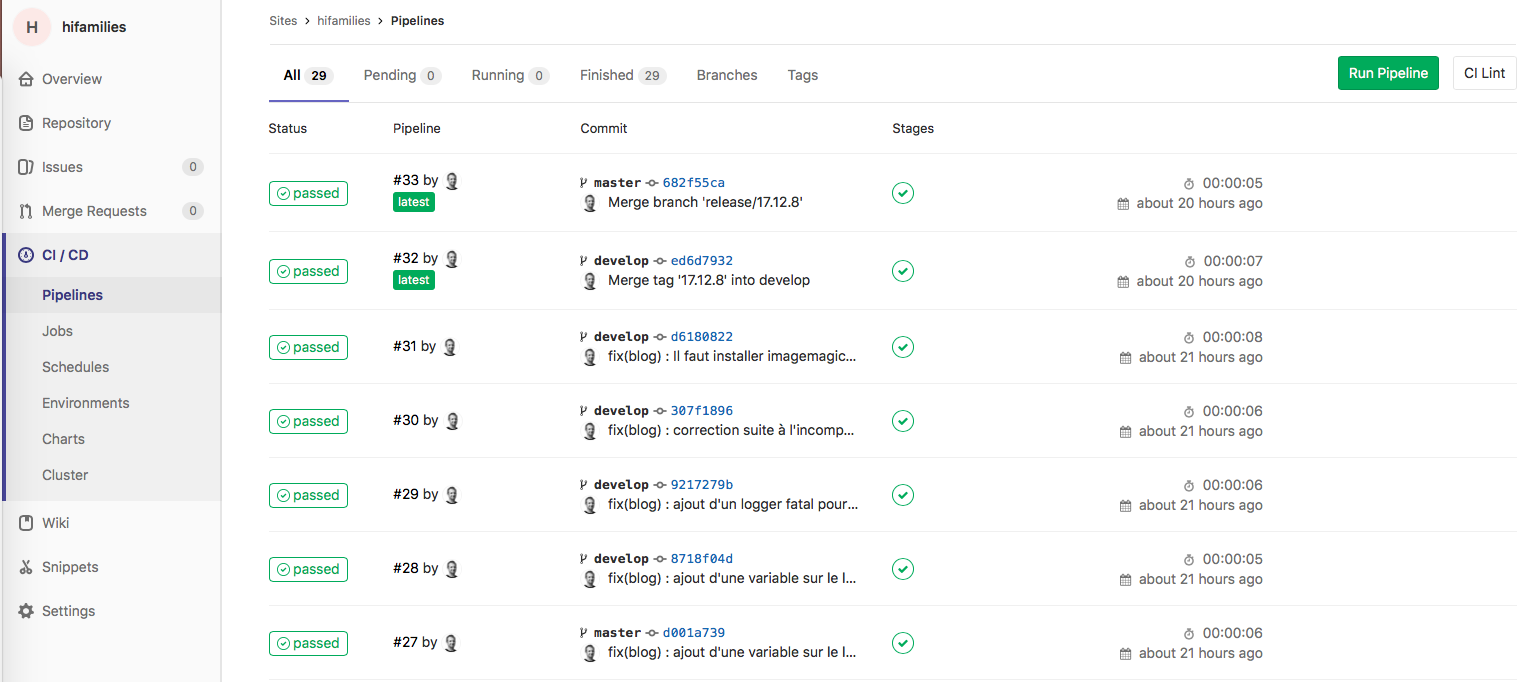 H hifamilies
Overview
Repository
Issues 0
Merge Requests 0
CI / CD
Pipelines
Jobs
Schedules
Environments
Charts
Cluster
Wiki
Snippets
Settings
Sites > hifamilies > Pipelines
All 29 Pending 0 Running 0 Finished 29 Branches Tags Run Pipeline CI Lint
Status Pipeline Commit Stages
passed #33 by master 682f55ca 00:00:05
latest Merge branch 'release/17.12.8' about 20 hours ago
passed #32 by develop ed6d7932 00:00:07
latest Merge tag '17.12.8' into develop about 20 hours ago
passed #31 by develop d6180822 00:00:08
fix(blog) : Il faut installer imagemagic... about 21 hours ago
passed #30 by develop 307f1896 00:00:06
fix(blog) : correction suite à l'incomp... about 21 hours ago
passed #29 by develop 9217279b 00:00:06
fix(blog) : ajout d'un logger fatal pour... about 21 hours ago
passed #28 by develop 8718f04d 00:00:05
fix(blog) : ajout d'une variable sur le l... about 21 hours ago
passed #27 by master d001a739 00:00:06
fix(blog) : ajout d'une variable sur le l... about 21 hours ago